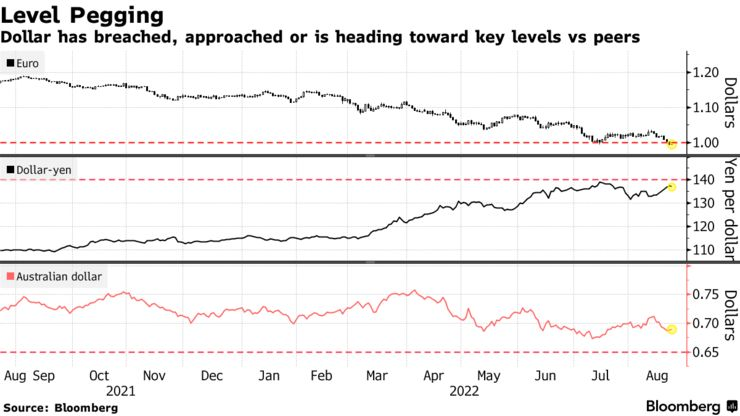 Level Pegging
Dollar has breached, approached or is heading toward key levels vs peers
Euro
1.20
1.10
1.00
Dollars
Dollar-yen
140
130
120
110
Yen per dollar
Australian dollar
0.75
0.70
0.65
Dollars
Aug Sep Oct Nov Dec Jan Feb Mar Apr May Jun Jul Aug
2021 2022
Source: Bloomberg
Bloomberg